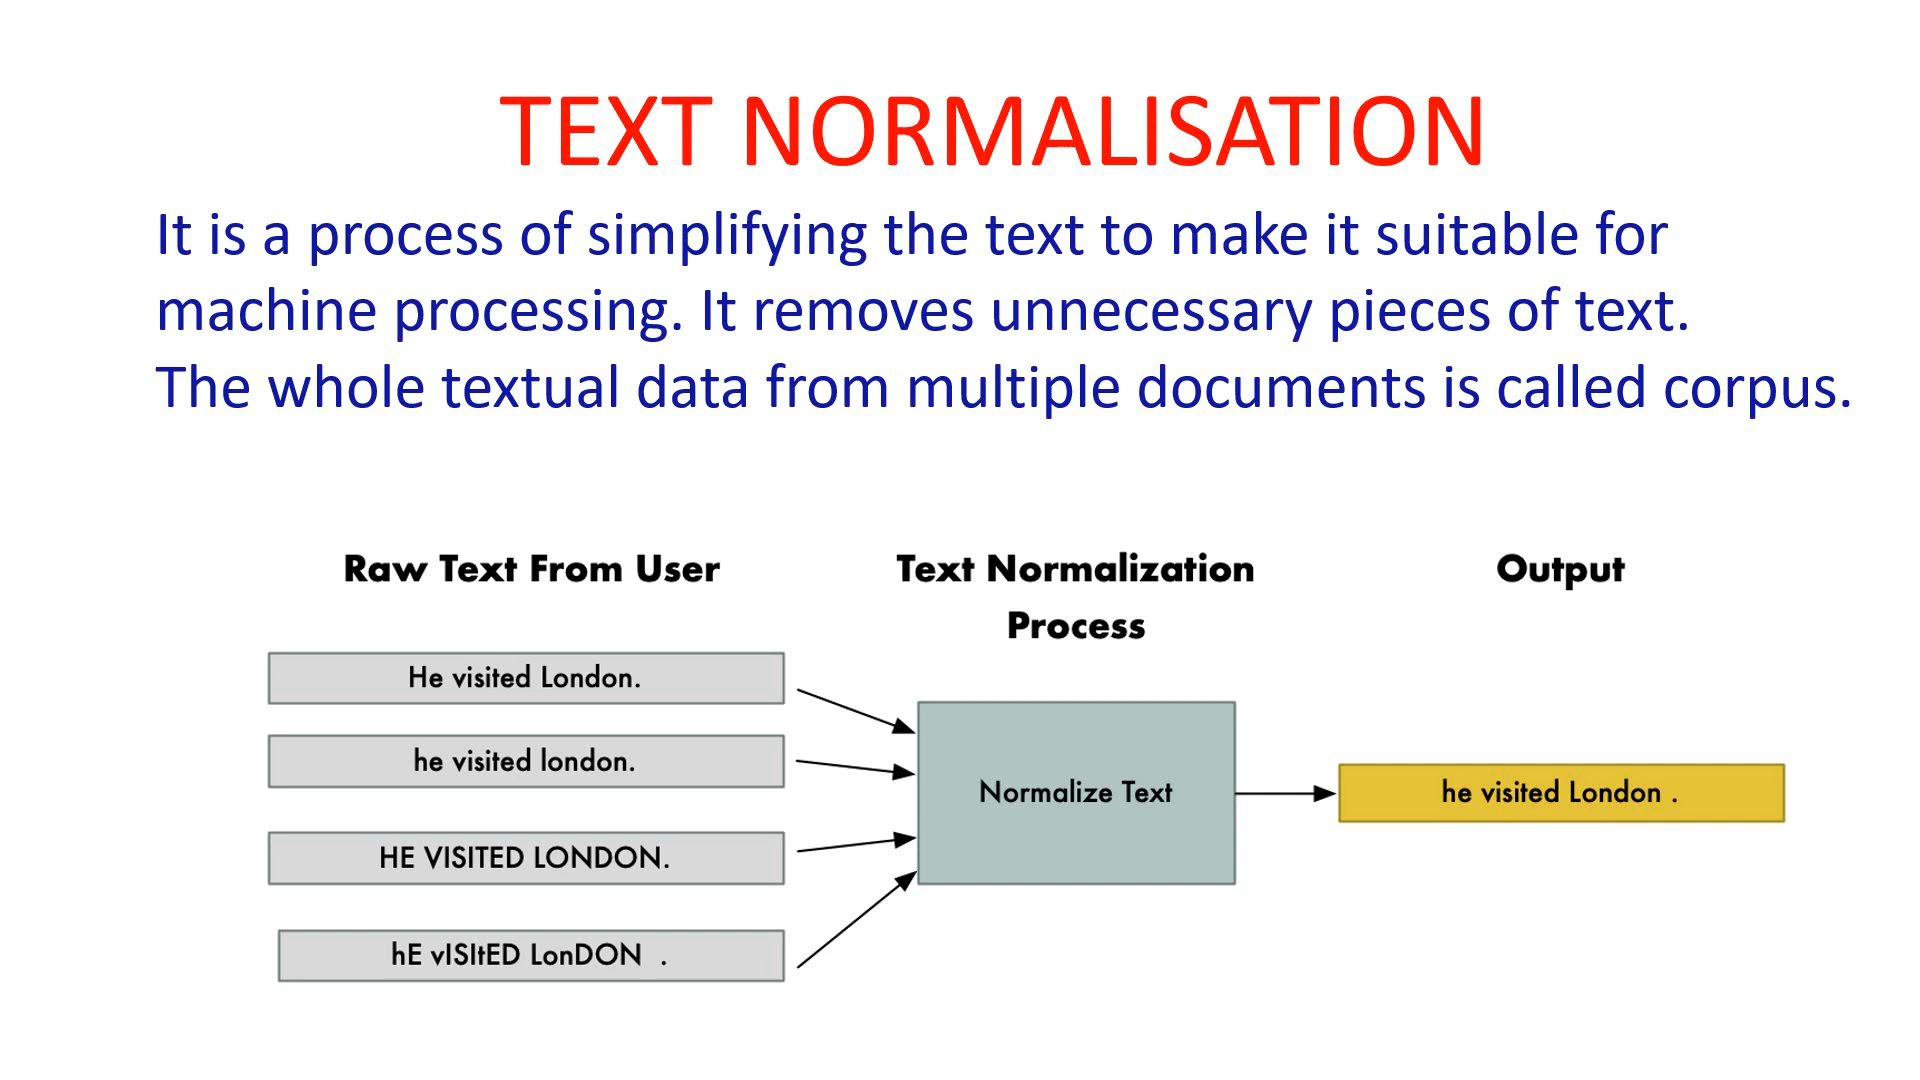 TEXT NORMALISATION
It is a process of simplifying the text to make it suitable for
machine processing. It removes unnecessary pieces of text.
The whole textual data from multiple documents is called corpus.
Raw Text From User
Text Normalization
Process
Output
He visited London.
he visited london.
HE VISITED LONDON.
hE vISItED LonDON  .
Normalize Text
he visited London .